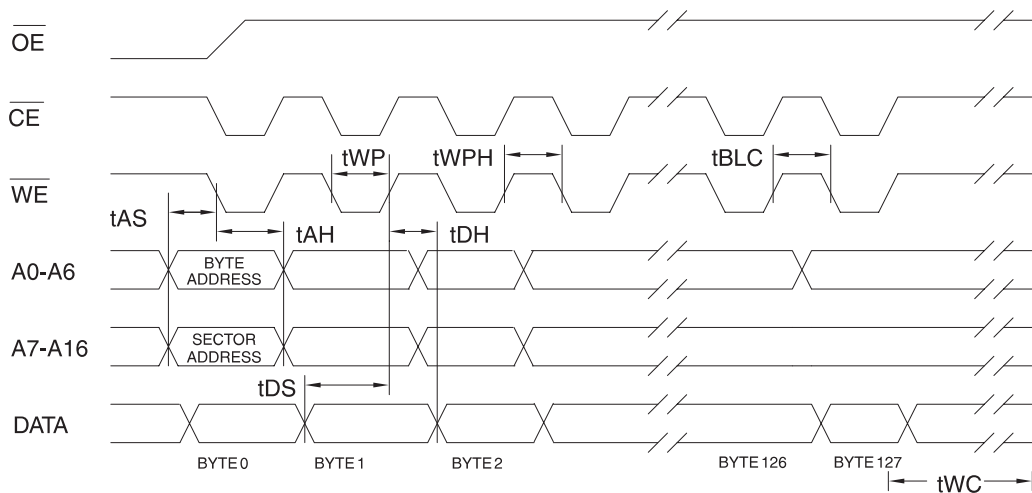 OE
CE
tWP
tWPH
tBLC
WE
tAS
tAH
tDH
A0-A6
BYTE
ADDRESS
A7-A16
SECTOR
ADDRESS
tDS
DATA
BYTE 0
BYTE 1
BYTE 2
BYTE 126
BYTE 127
tWC